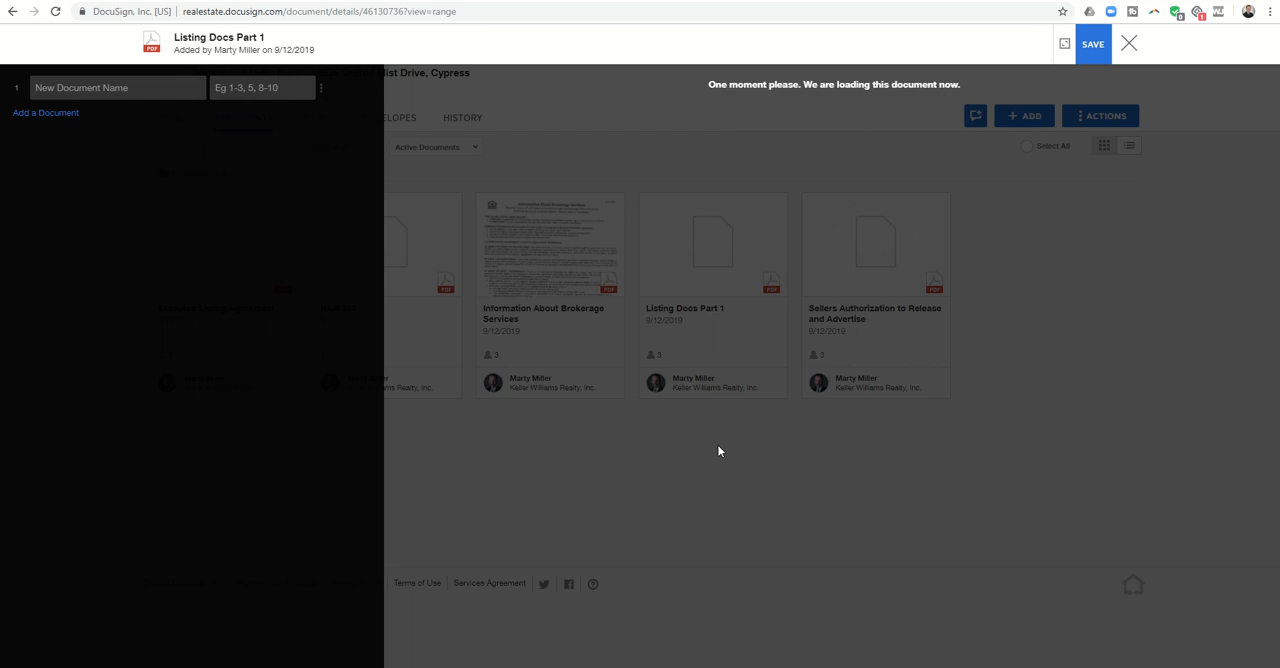 DocuSign, Inc. [US] realestate.docusign.com/document/details/46130736?view=range
Listing Docs Part 1
Added by Marty Miller on 9/12/2019
SAVE
1 New Document Name Eg 1-3, 5, 8-10
Add a Document
Mist Drive, Cypress
One moment please. We are loading this document now.
HISTORY
ADD
ACTIONS
Active Documents
Select All
PDF
Information About Brokerage
Services
9/12/2019
3
Marty Miller
Keller Williams Realty, Inc.
Listing Docs Part 1
9/12/2019
3
Marty Miller
Keller Williams Realty, Inc.
Sellers Authorization to Release
and Advertise
9/12/2019
3
Marty Miller
Keller Williams Realty, Inc.
Terms of Use Services Agreement